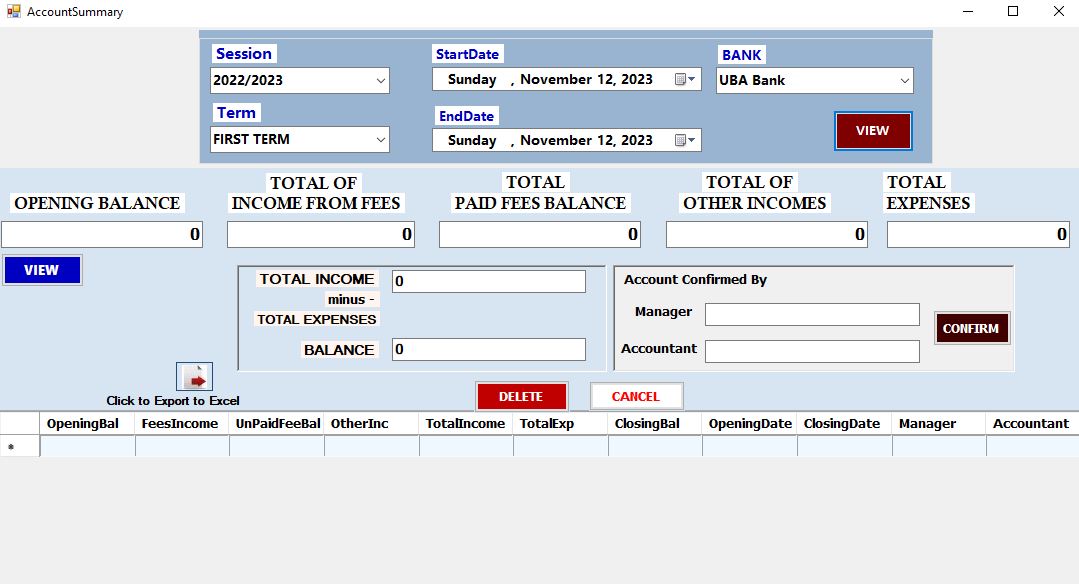 AccountSummary
Session
StartDate
BANK
2022/2023
Sunday , November 12, 2023
UBA Bank
Term
EndDate
FIRST TERM
Sunday , November 12, 2023
VIEW
OPENING BALANCE
TOTAL OF
INCOME FROM FEES
TOTAL
PAID FEES BALANCE
TOTAL OF
OTHER INCOMES
TOTAL
EXPENSES
0
0
0
0
0
VIEW
TOTAL INCOME
0
minus -
TOTAL EXPENSES
BALANCE
0
Account Confirmed By
Manager
Accountant
CONFIRM
Click to Export to Excel
DELETE
CANCEL
OpeningBal FeesIncome UnPaidFeeBal OtherInc TotalIncome TotalExp ClosingBal OpeningDate ClosingDate Manager Accountant
*